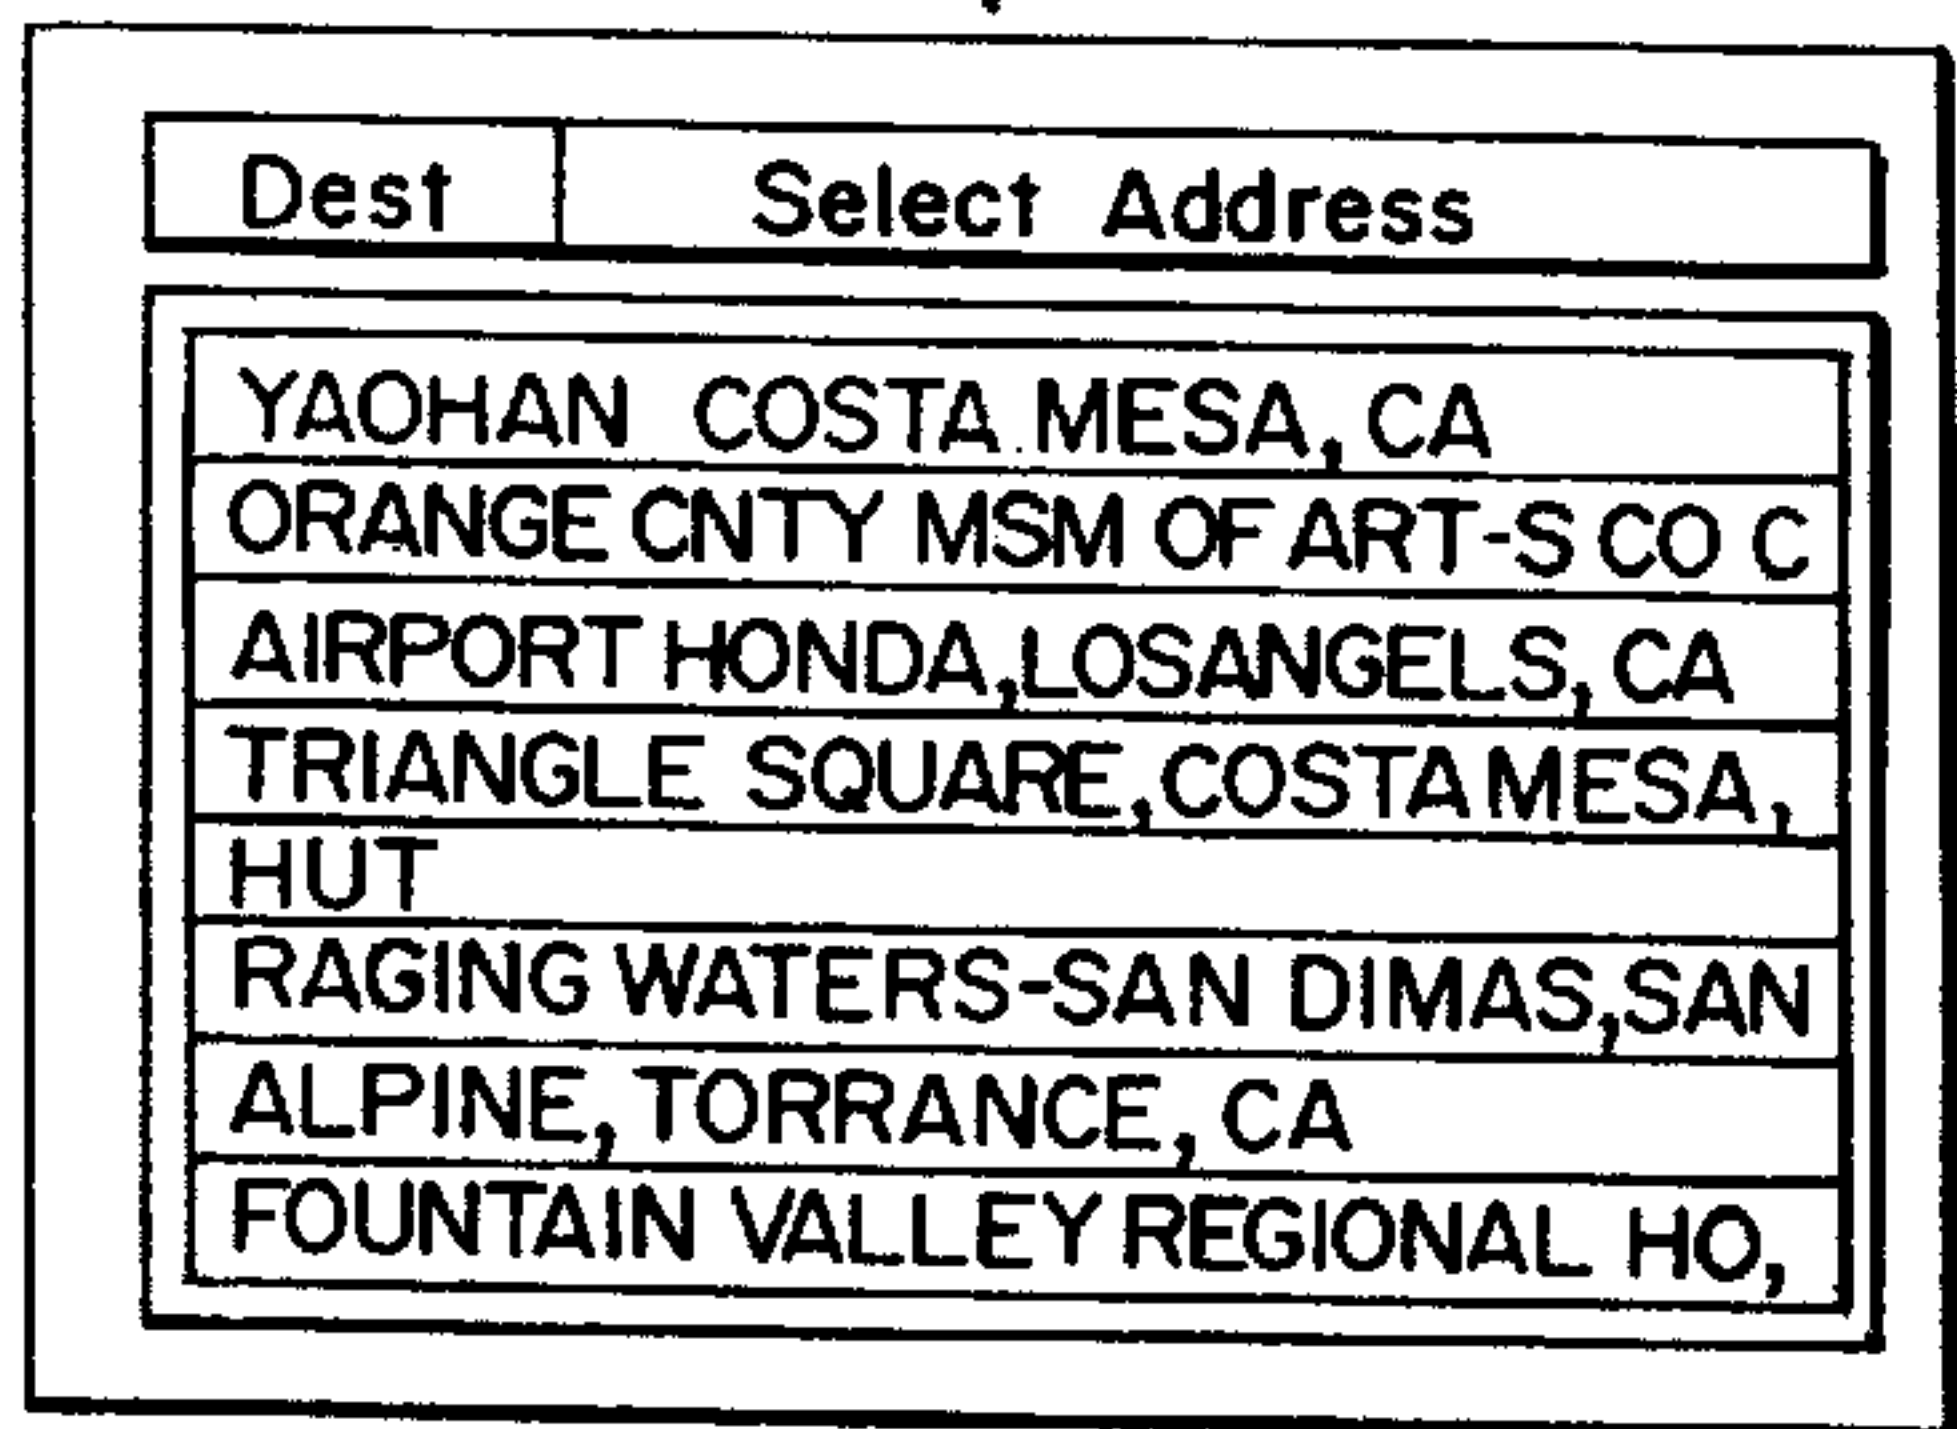 Dest Select Address
YAOHAN COSTA MESA, CA
ORANGE CNTY MSM OF ART-S CO C
AIRPORT HONDA,LOSANGELS, CA
TRIANGLE SQUARE,COSTA MESA,
HUT
RAGING WATERS-SAN DIMAS,SAN
ALPINE, TORRANCE, CA
FOUNTAIN VALLEY REGIONAL HO,